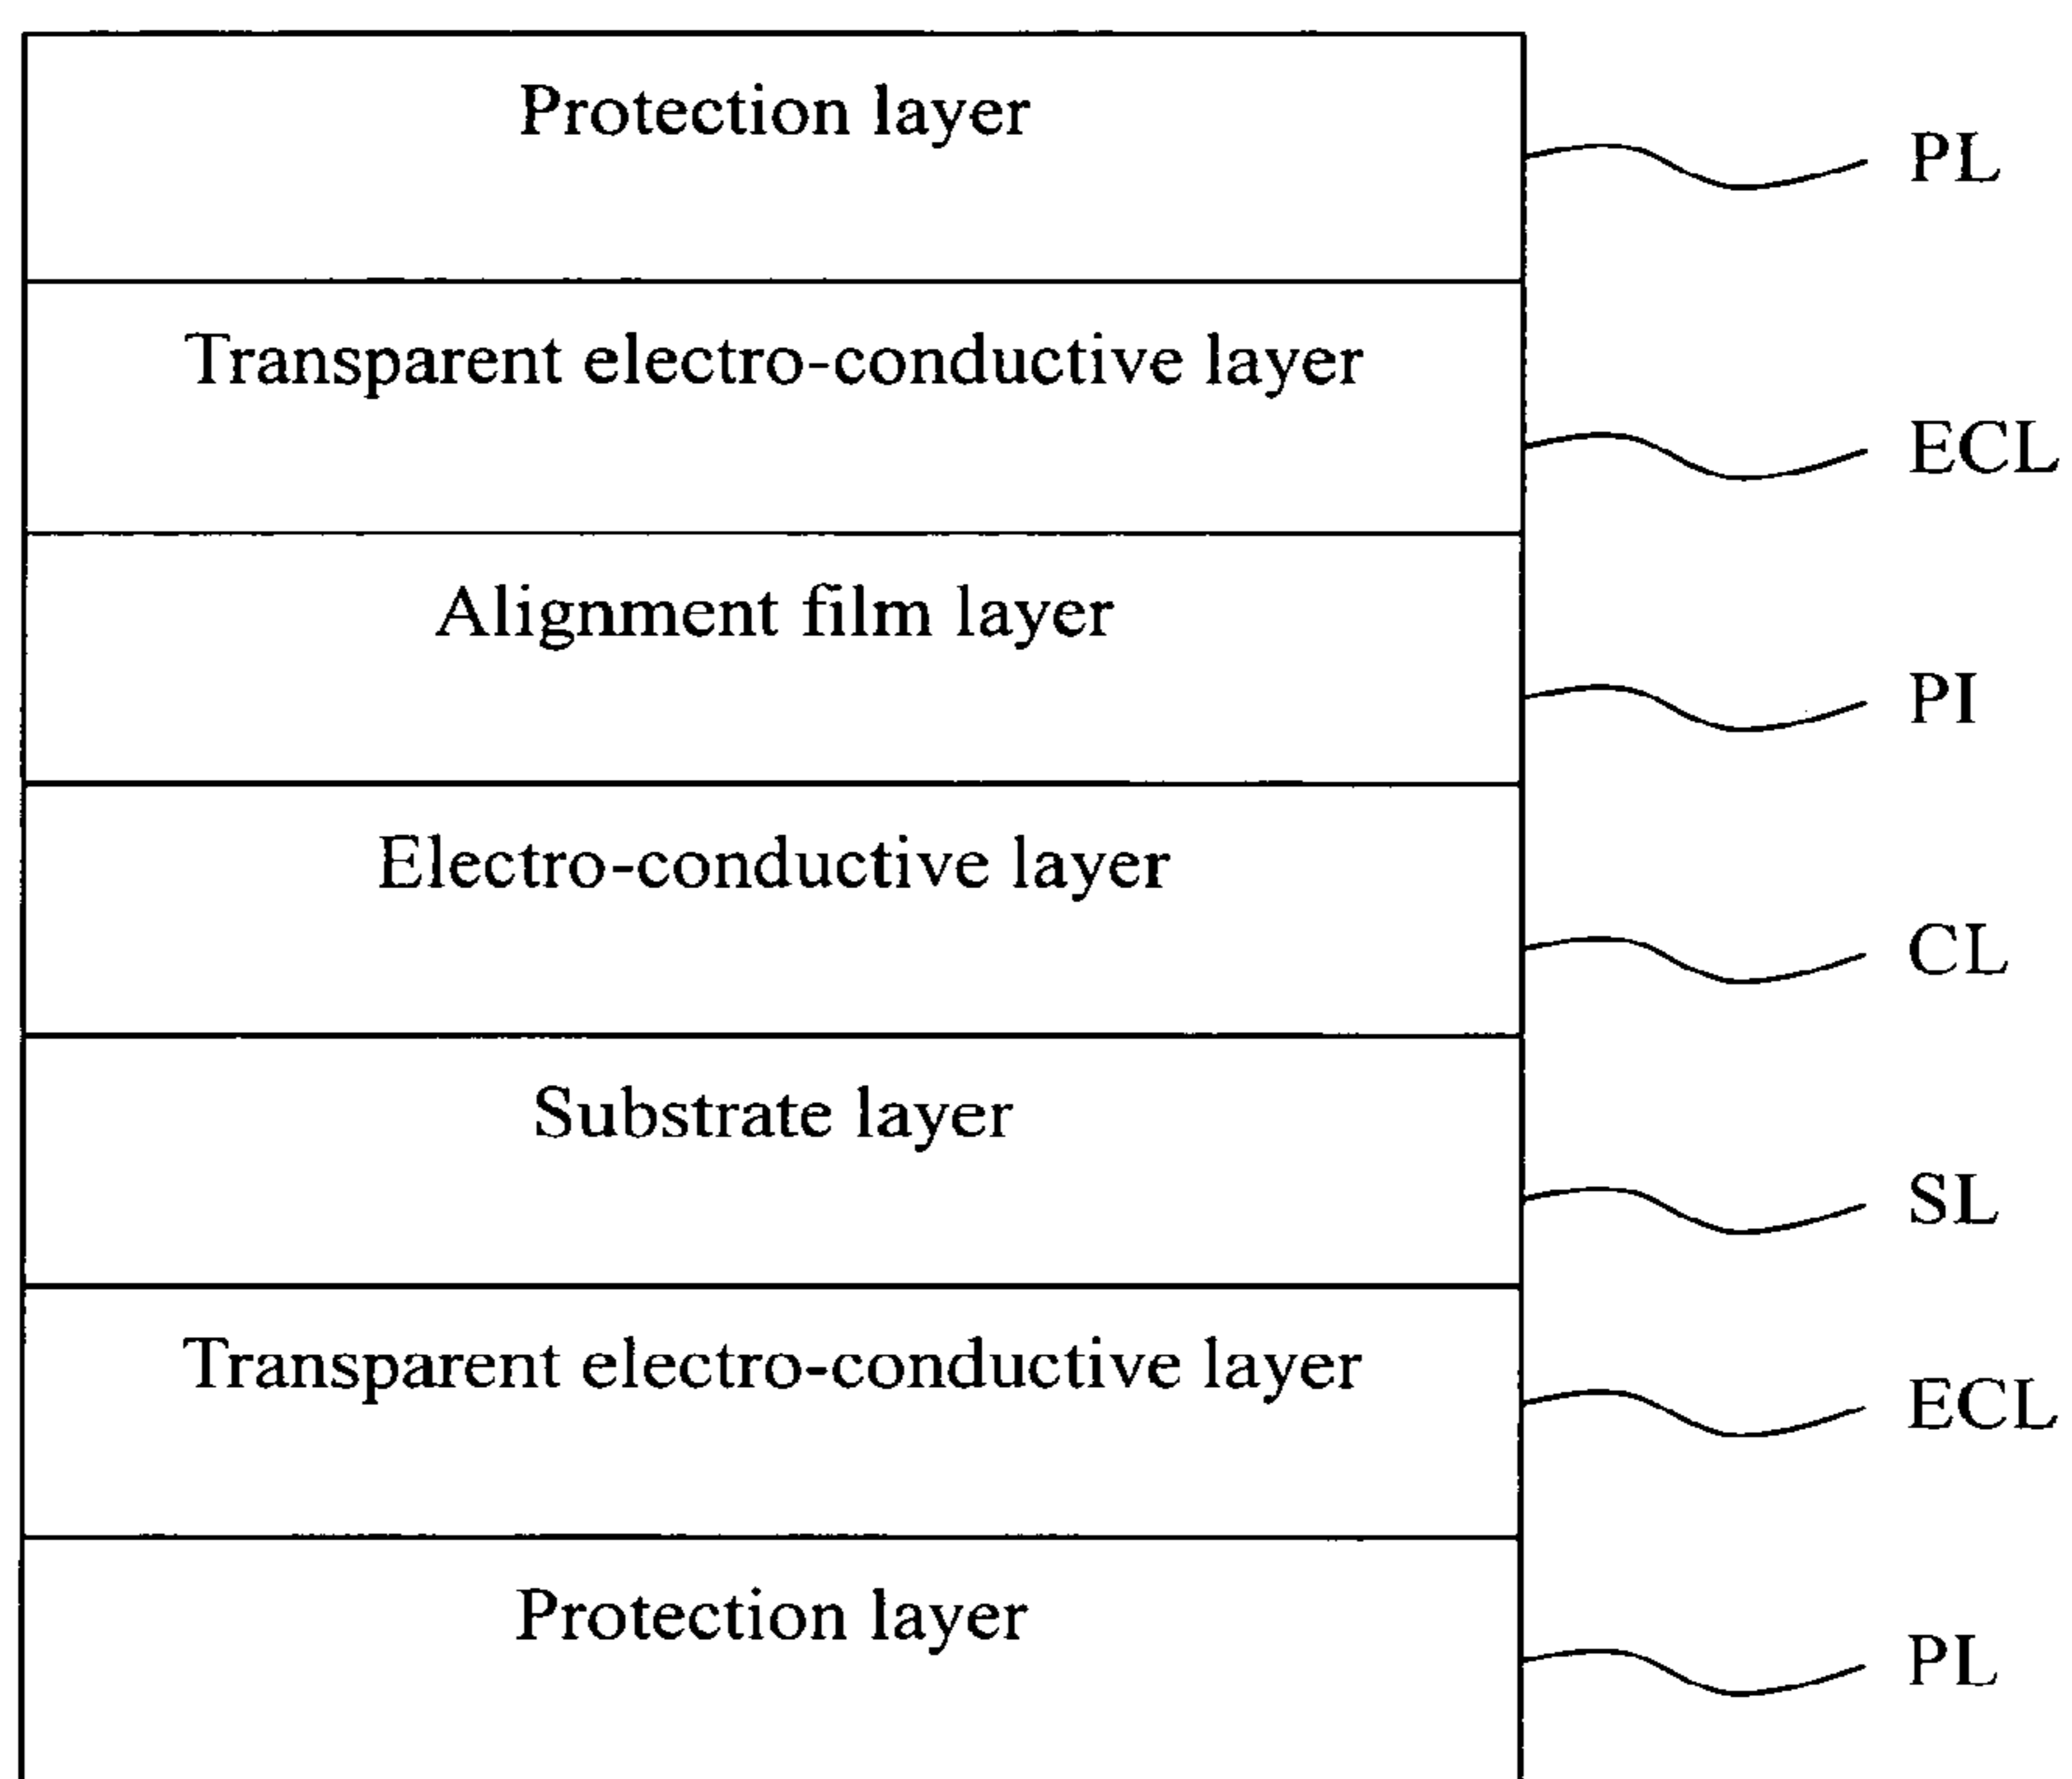 Protection layer
PL
Transparent electro-conductive layer
ECL
Alignment film layer
PI
Electro-conductive layer
CL
Substrate layer
SL
Transparent electro-conductive layer
ECL
Protection layer
PL